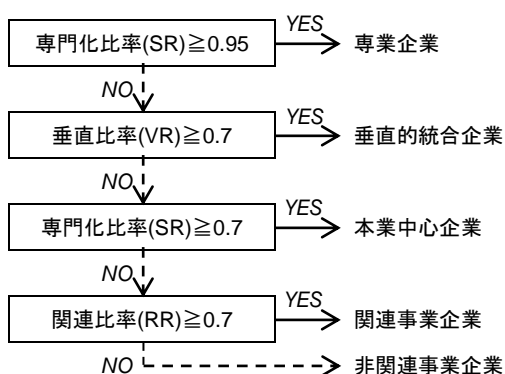 専門化比率(SR)≧0.95
YES
専業企業
NO
垂直比率(VR)≧0.7
YES
垂直的統合企業
NO
専門化比率(SR)≧0.7
YES
本業中心企業
NO
関連比率(RR)≧0.7
YES
関連事業企業
NO
非関連事業企業